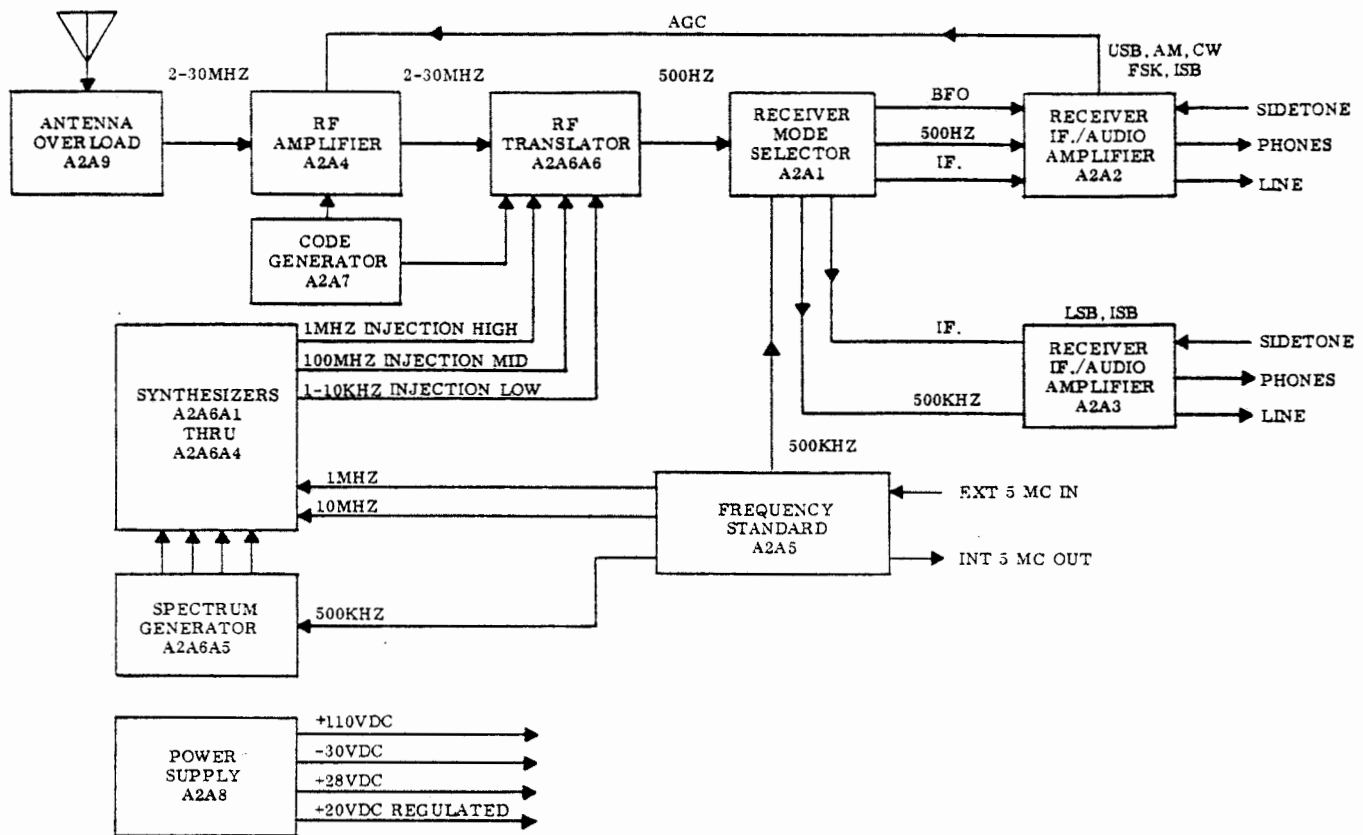 AGC
USB, AM, CW
FSK, ISB
2-30MHZ
2-30MHZ
500HZ
ANTENNA
OVERLOAD
A2A9
RF
AMPLIFIER
A2A4
RF
TRANSLATOR
A2A6A6
RECEIVER
MODE
SELECTOR
A2A1
BFO
500HZ
IF.
RECEIVER
IF./AUDIO
AMPLIFIER
A2A2
SIDETONE
PHONES
LINE
CODE
GENERATOR
A2A7
1MHZ INJECTION HIGH
100MHZ INJECTION MID
1-10KHZ INJECTION LOW
SYNTHESIZERS
A2A6A1
THRU
A2A6A4
LSB, ISB
IF.
500KHZ
RECEIVER
IF./AUDIO
AMPLIFIER
A2A3
SIDETONE
PHONES
LINE
500KHZ
1MHZ
10MHZ
FREQUENCY
STANDARD
A2A5
EXT 5 MC IN
INT 5 MC OUT
SPECTRUM
GENERATOR
A2A6A5
500KHZ
POWER
SUPPLY
A2A8
+110VDC
-30VDC
+28VDC
+20VDC REGULATED